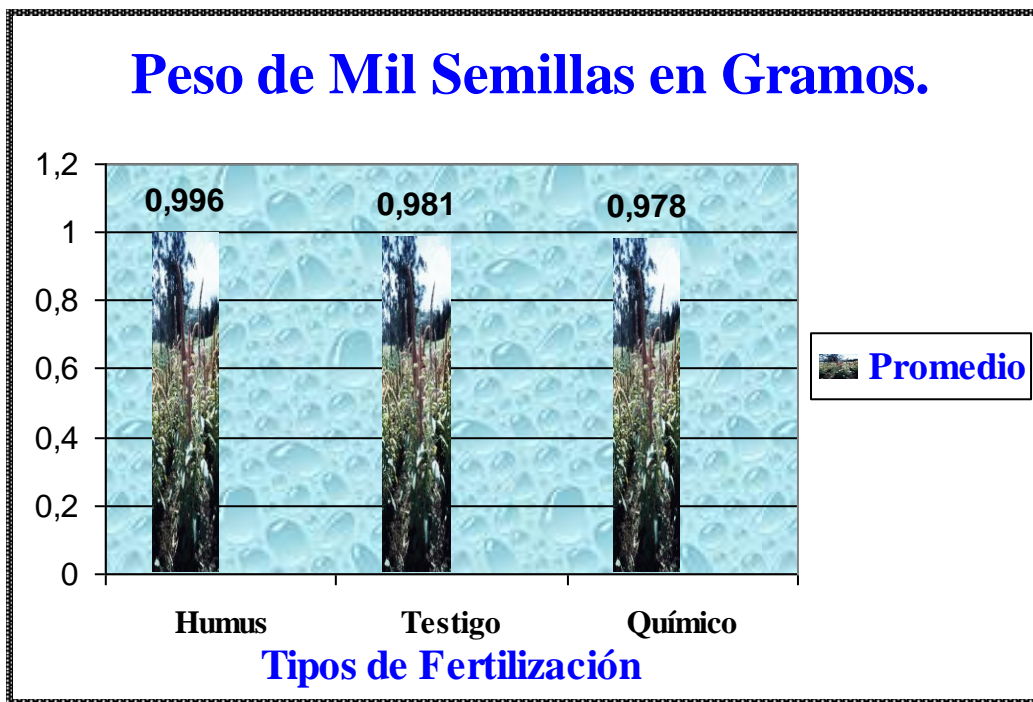 Peso de Mil Semillas en Gramos.
1,2
1
0,8
0,6
0,4
0,2
0
0,996
0,981
0,978
Humus
Testigo
Químico
Tipos de Fertilización
Promedio